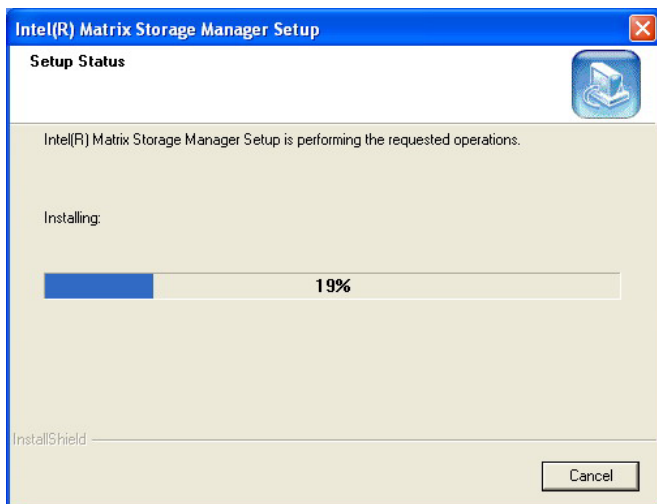 Intel(R) Matrix Storage Manager Setup
Setup Status
Intel(R) Matrix Storage Manager Setup is performing the requested operations.
Installing:
19%
InstallShield
Cancel